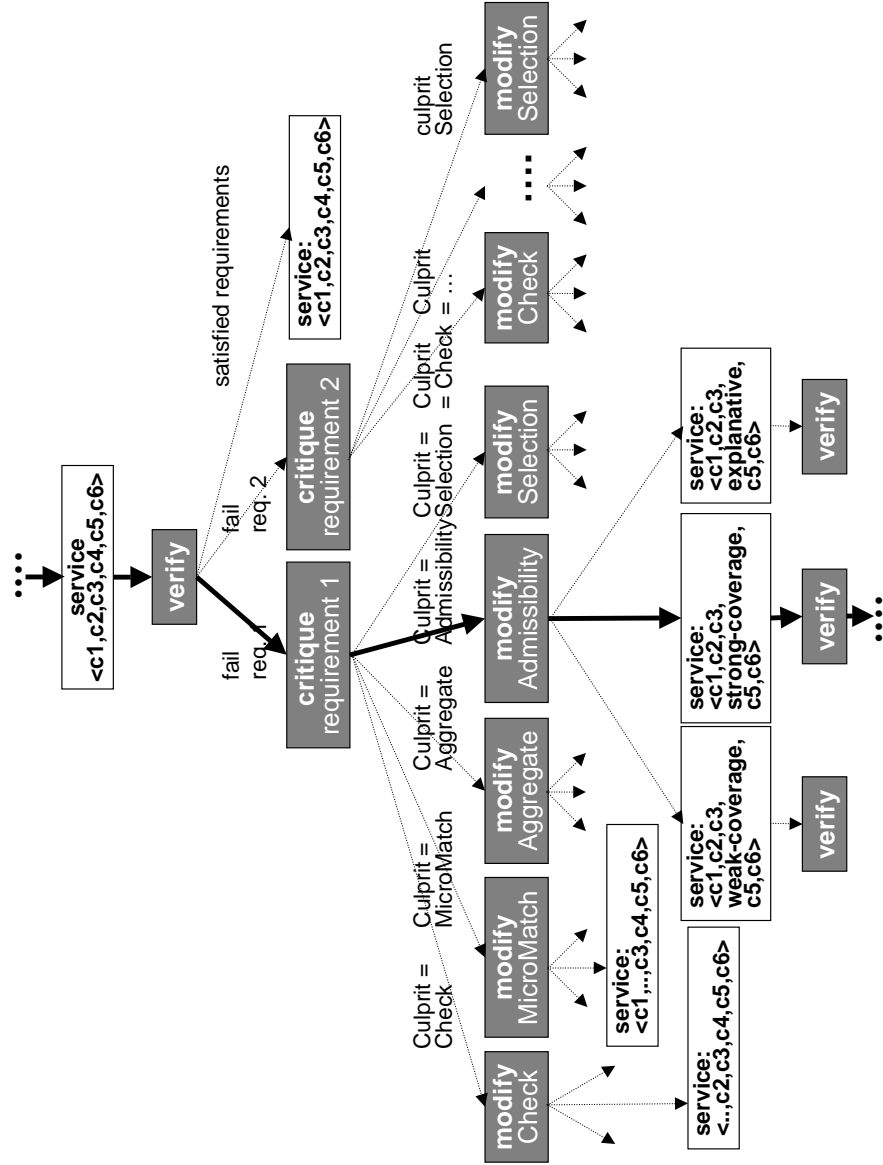 ....
service
<c1,c2,c3,c4,c5,c6>
verify
fail
req. 1
fail
req. 2
satisfied requirements
critique
requirement 1
critique
requirement 2
service:
<c1,c2,c3,c4,c5,c6>
Culprit =
Check
Culprit =
MicroMatch
Culprit =
Aggregate
Culprit =
Admissibility
Culprit =
Selection
Culprit
= Check
Culprit
= ...
culprit
Selection
modify
Check
modify
MicroMatch
modify
Aggregate
modify
Admissibility
modify
Selection
modify
Check
....
modify
Selection
service:
<c1,..,c3,c4,c5,c6>
service:
<..,c2,c3,c4,c5,c6>
service:
<c1,c2,c3,
weak-coverage,
c5,c6>
service:
<c1,c2,c3,
strong-coverage,
c5,c6>
service:
<c1,c2,c3,
explanative,
c5,c6>
verify
verify
verify
....